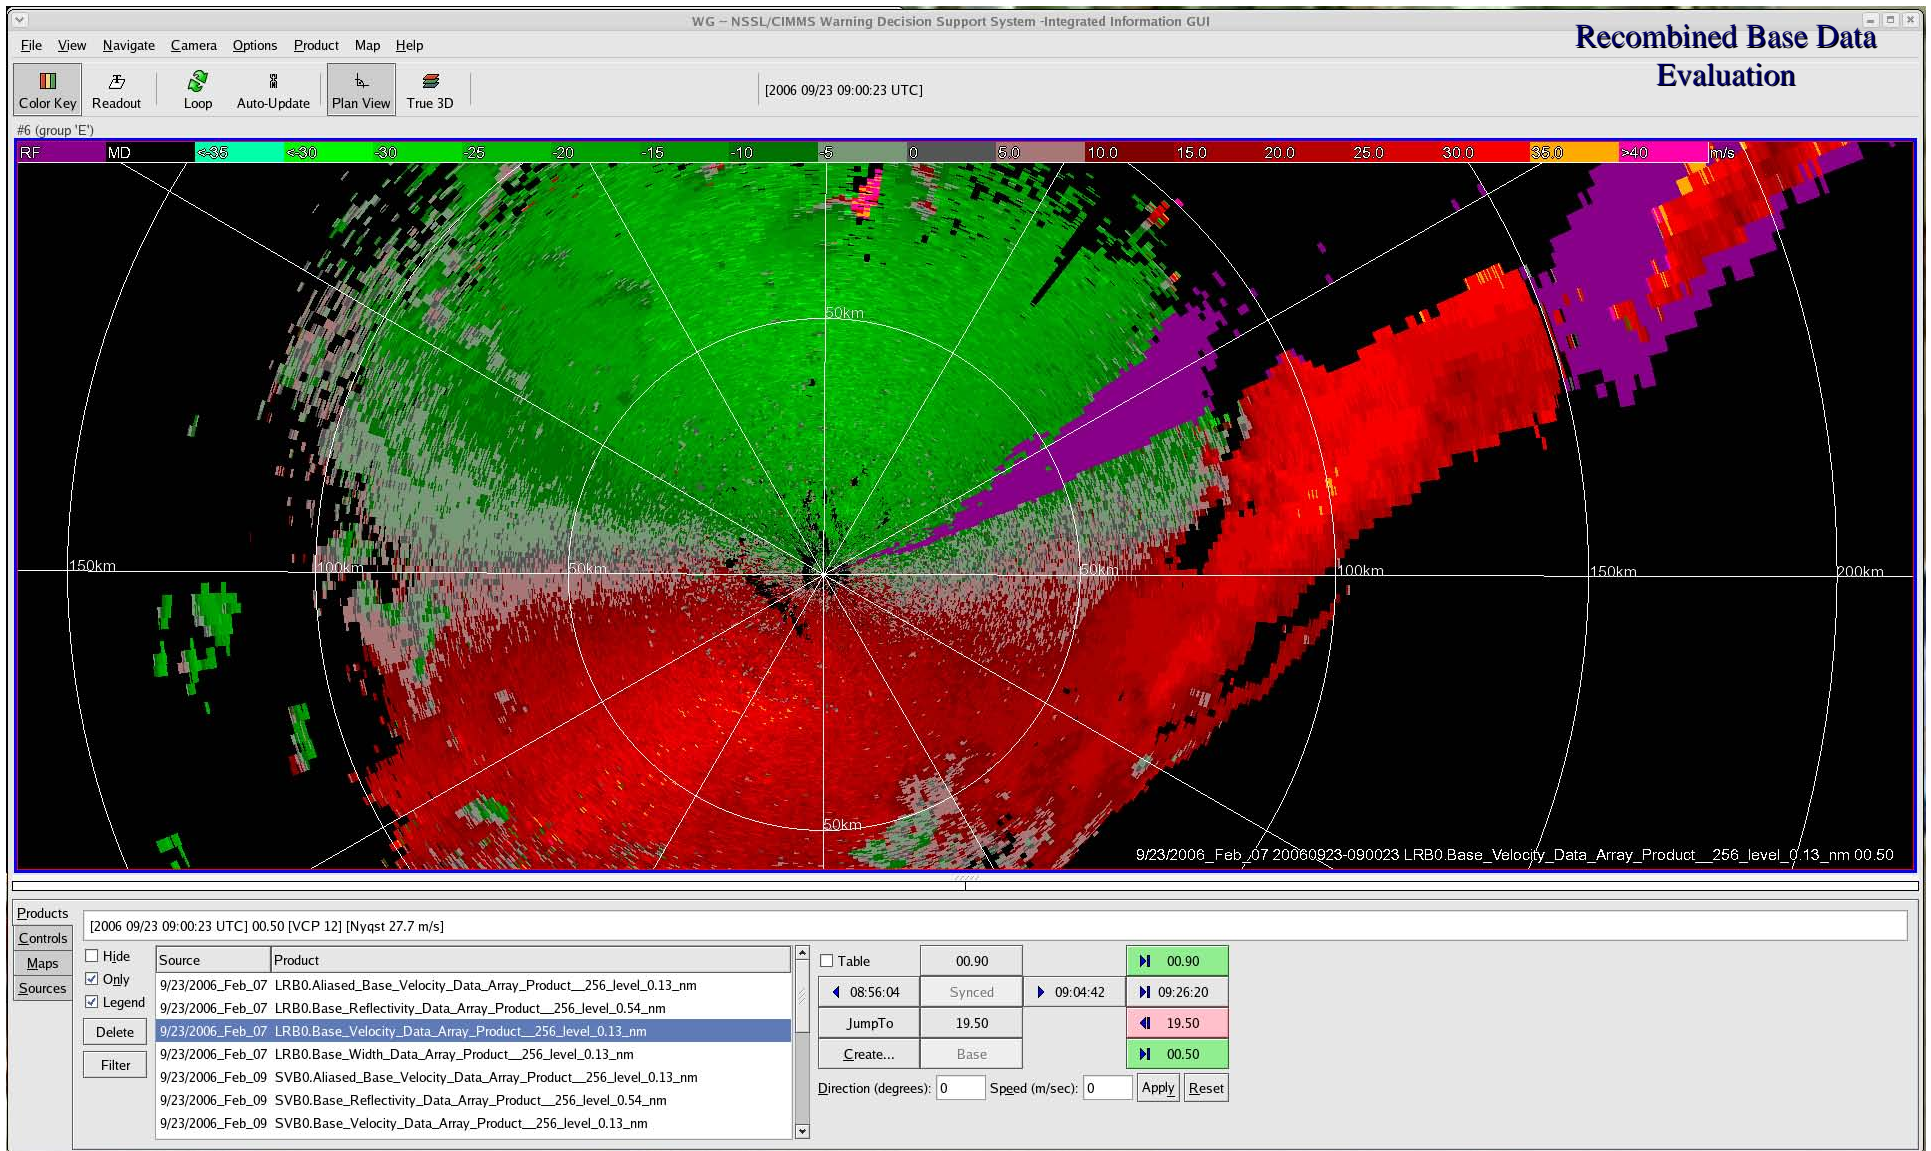 WG – NSSL/CIMMS Warning Decision Support System -Integrated Information GUI
File View Navigate Camera Options Product Map Help
Recombined Base Data
Evaluation
Color Key Readout Loop Auto-Update Plan View True 3D
[2006 09/23 09:00:23 UTC]
#6 (group 'E')
RF MD <-35 <-30 -30 -25 -20 -15 -10 -5 0 5.0 10.0 15.0 20.0 25.0 30.0 35.0 >40 m/s
50km
150km 100km 50km 50km 100km 150km 200km
50km
9/23/2006_Feb_07 20060923-090023 LRB0.Base_Velocity_Data_Array_Product__256_level_0.13_nm 00.50
Products
[2006 09/23 09:00:23 UTC] 00.50 [VCP 12] [Nyqst 27.7 m/s]
Controls
Maps
Sources
Hide
Only
Legend
Delete
Filter
Source Product
9/23/2006_Feb_07 LRB0.Aliased_Base_Velocity_Data_Array_Product__256_level_0.13_nm
9/23/2006_Feb_07 LRB0.Base_Reflectivity_Data_Array_Product__256_level_0.54_nm
9/23/2006_Feb_07 LRB0.Base_Velocity_Data_Array_Product__256_level_0.13_nm
9/23/2006_Feb_07 LRB0.Base_Width_Data_Array_Product__256_level_0.13_nm
9/23/2006_Feb_09 SVB0.Aliased_Base_Velocity_Data_Array_Product__256_level_0.13_nm
9/23/2006_Feb_09 SVB0.Base_Reflectivity_Data_Array_Product__256_level_0.54_nm
9/23/2006_Feb_09 SVB0.Base_Velocity_Data_Array_Product__256_level_0.13_nm
Table 00.90 00.90
08:56:04 Synced 09:04:42 09:26:20
JumpTo 19.50 19.50
Create... Base 00.50
Direction (degrees): 0 Speed (m/sec): 0 Apply Reset